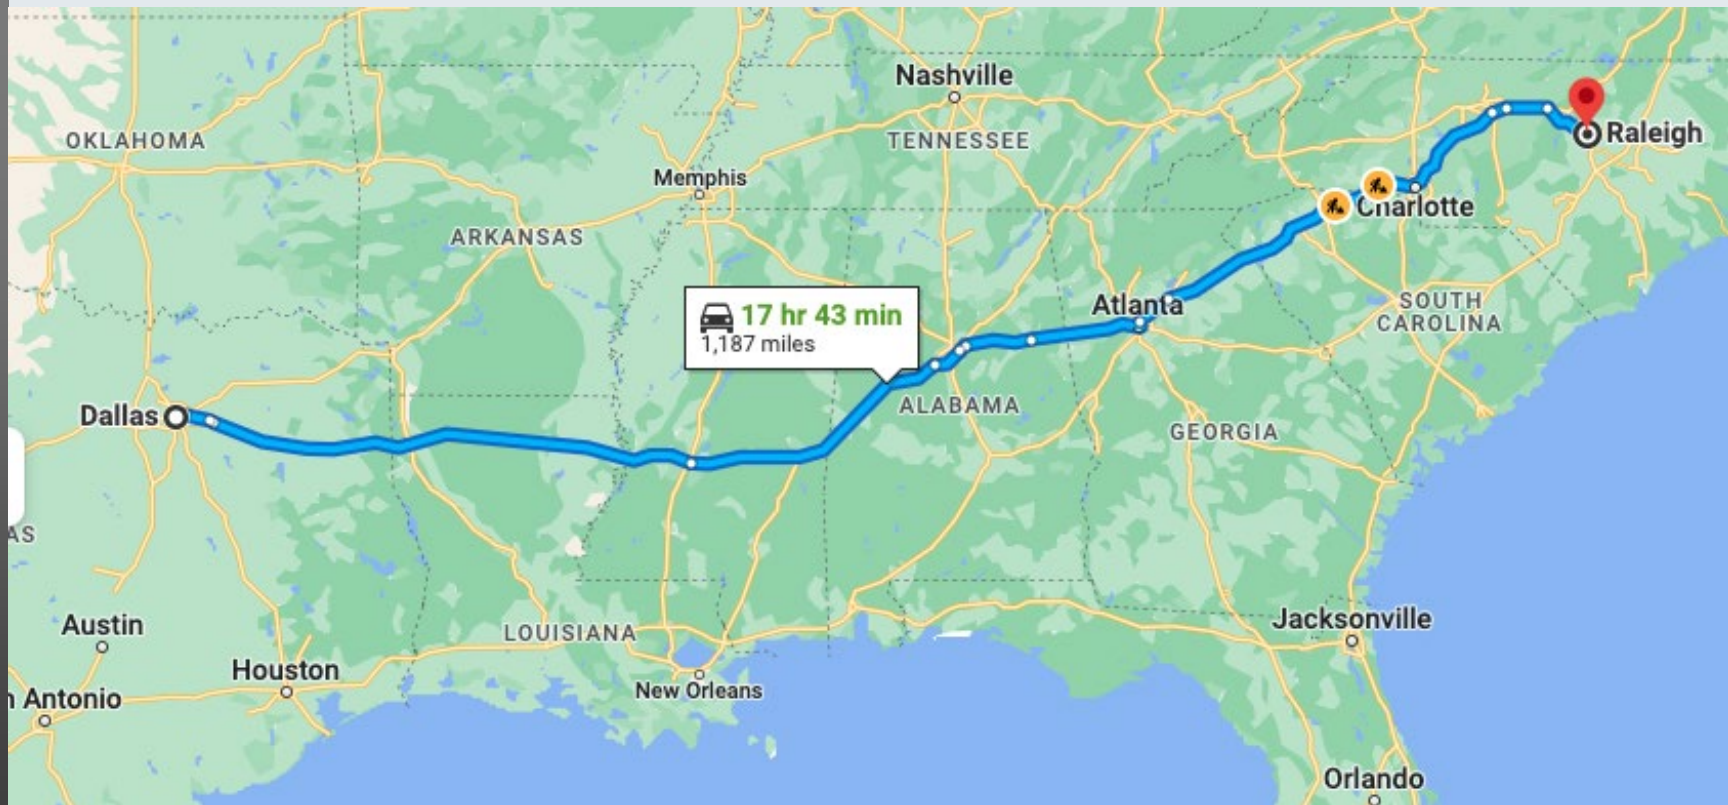 Nashville
OKLAHOMA
TENNESSEE
Raleigh
Memphis
Charlotte
ARKANSAS
17 hr 43 min
1,187 miles
Atlanta
SOUTH
CAROLINA
Dallas
ALABAMA
GEORGIA
AS
Austin
LOUISIANA
Jacksonville
Houston
New Orleans
n Antonio
Orlando